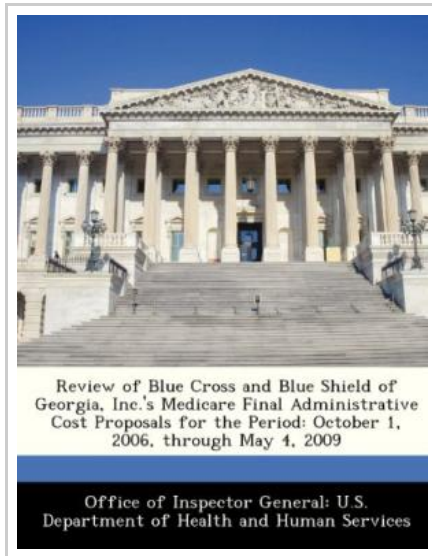 Review of Blue Cross and Blue Shield of
Georgia, Inc.'s Medicare Final Administrative
Cost Proposals for the Period: October 1,
2006, through May 4, 2009
Office of Inspector General: U.S.
Department of Health and Human Services